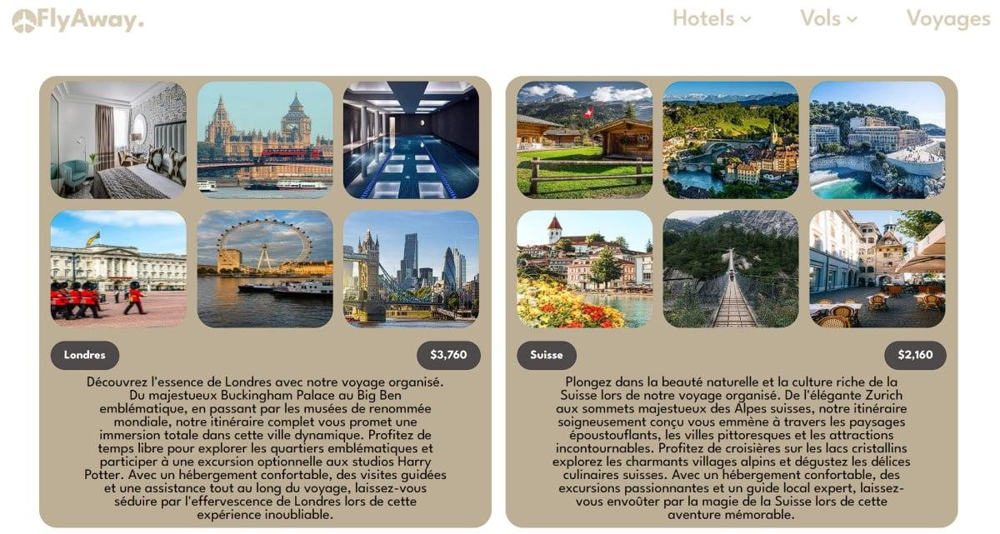 FlyAway.
Hotels
Vols
Voyages
Londres
$3,760
Découvrez l'essence de Londres avec notre voyage organisé.
Du majestueux Buckingham Palace au Big Ben
emblématique, en passant par les musées de renommée
mondiale, notre itinéraire complet vous promet une
immersion totale dans cette ville dynamique. Profitez de
temps libre pour explorer les quartiers emblématiques et
participer à une excursion optionnelle aux studios Harry
Potter. Avec un hébergement confortable, des visites guidées
et une assistance tout au long du voyage, laissez-vous
séduire par l'effervescence de Londres lors de cette
expérience inoubliable.
Suisse
$2,160
Plongez dans la beauté naturelle et la culture riche de la
Suisse lors de notre voyage organisé. De l'élégante Zurich
aux sommets majestueux des Alpes suisses, notre itinéraire
soigneusement conçu vous emmène à travers les paysages
époustouflants, les villes pittoresques et les attractions
incontournables. Profitez de croisières sur les lacs cristallins
explorez les charmants villages alpins et dégustez les délices
culinaires suisses. Avec un hébergement confortable, des
excursions passionnantes et un guide local expert, laissez-
vous envoûter par la magie de la Suisse lors de cette
aventure mémorable.